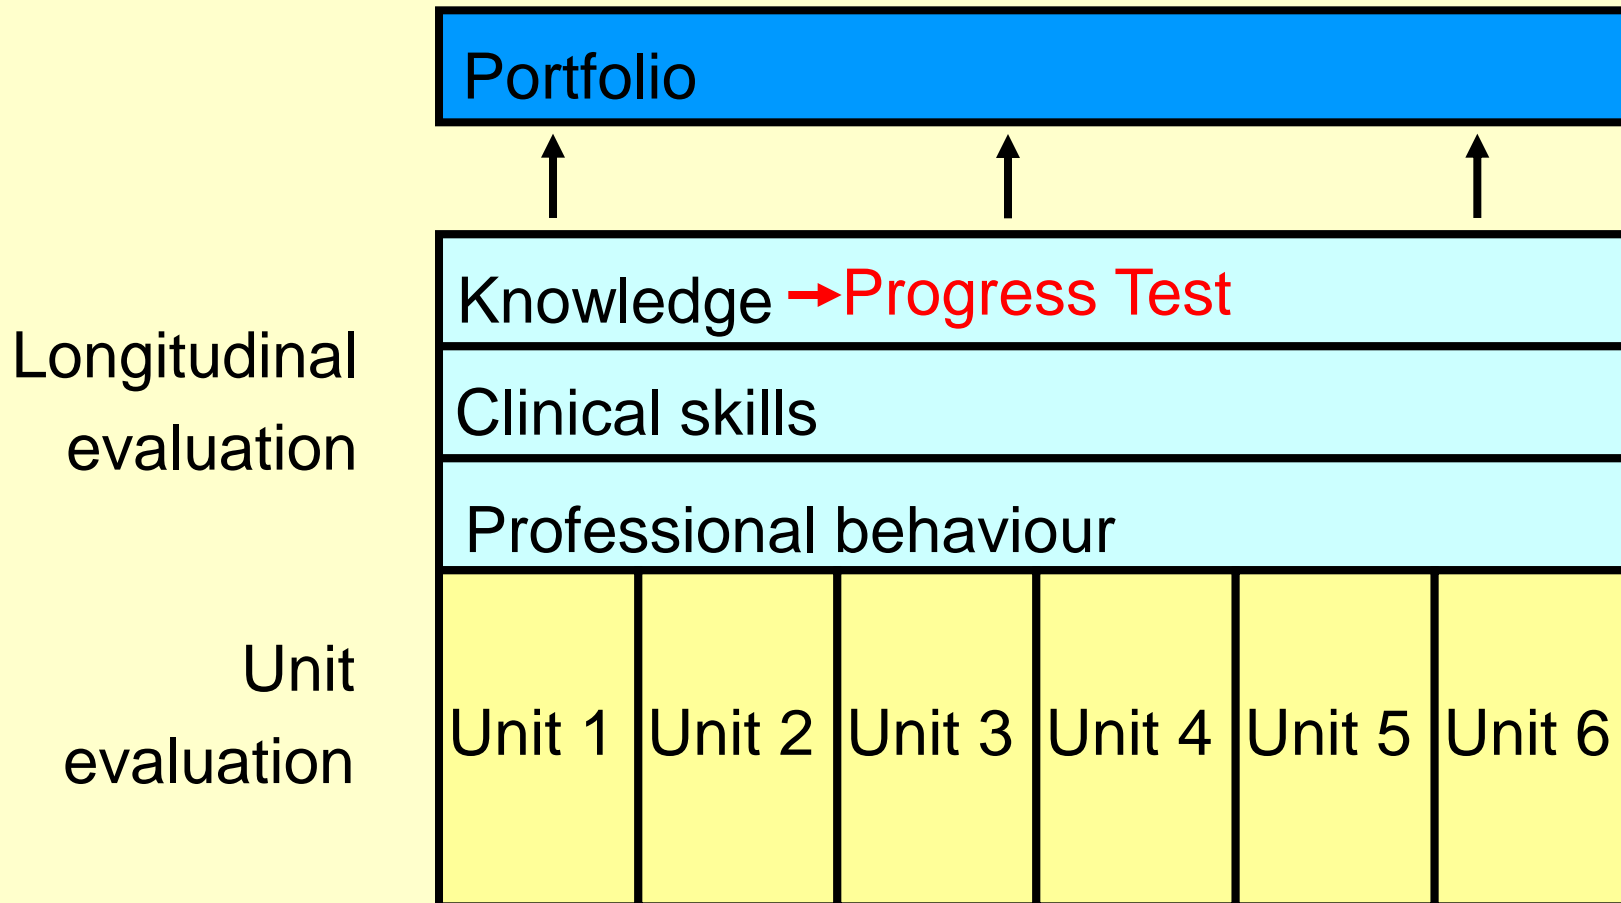 Portfolio
Knowledge → Progress Test
Longitudinal
evaluation
Clinical skills
Professional behaviour
Unit
evaluation
Unit 1
Unit 2
Unit 3
Unit 4
Unit 5
Unit 6